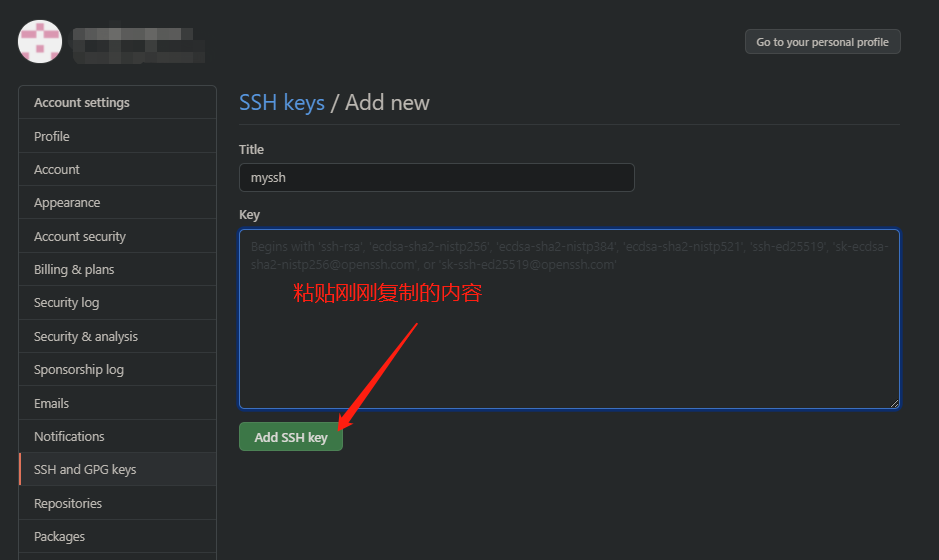 Go to your personal profile
Account settings
Profile
Account
Appearance
Account security
Billing & plans
Security log
Security & analysis
Sponsorship log
Emails
Notifications
SSH and GPG keys
Repositories
Packages
SSH keys / Add new
Title
myssh
Key
Begins with 'ssh-rsa', 'ecdsa-sha2-nistp256', 'ecdsa-sha2-nistp384', 'ecdsa-sha2-nistp521', 'ssh-ed25519', 'sk-ecdsa-
sha2-nistp256@openssh.com', or 'sk-ssh-ed25519@openssh.com'
粘贴刚刚复制的内容
Add SSH key